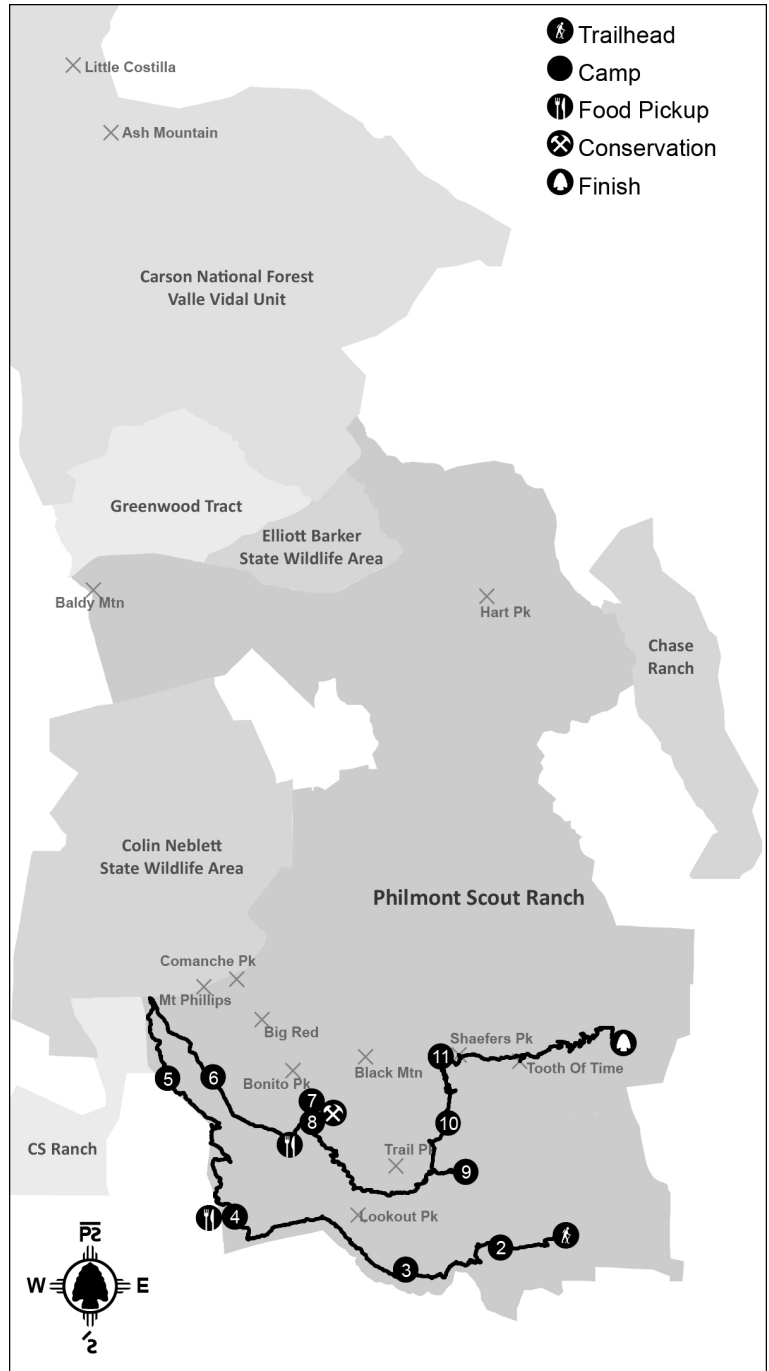 Little Costilla
Ash Mountain
Trailhead
Camp
Food Pickup
Conservation
Finish
Carson National Forest
Valle Vidal Unit
Greenwood Tract
Elliott Barker
State Wildlife Area
Baldy Mtn
Hart Pk
Chase
Ranch
Colin Neblett
State Wildlife Area
Philmont Scout Ranch
Comanche Pk
Mt Phillips
Big Red
Bonito Pk
Black Mtn
Shaefers Pk
Tooth Of Time
11
5
6
7
8
10
CS Ranch
Trail Pk
9
Lookout Pk
4
2
3
W
E